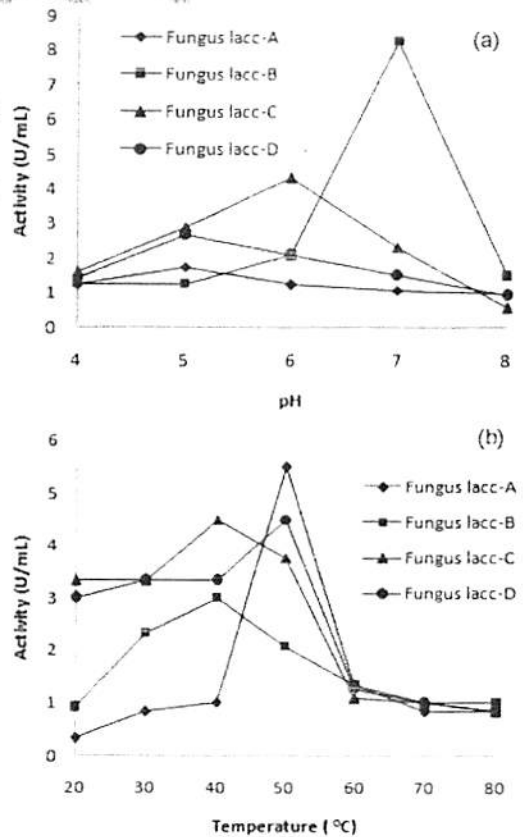 (a)
Fungus lacc-A
Fungus lacc-B
Fungus lacc-C
Fungus lacc-D
Activity (U/mL)
9
8
7
6
5
4
3
2
1
0
4 5 6 7 8
pH
(b)
Fungus lacc-A
Fungus lacc-B
Fungus lacc-C
Fungus lacc-D
Activity (U/mL)
6
5
4
3
2
1
0
20 30 40 50 60 70 80
Temperature ( °C)